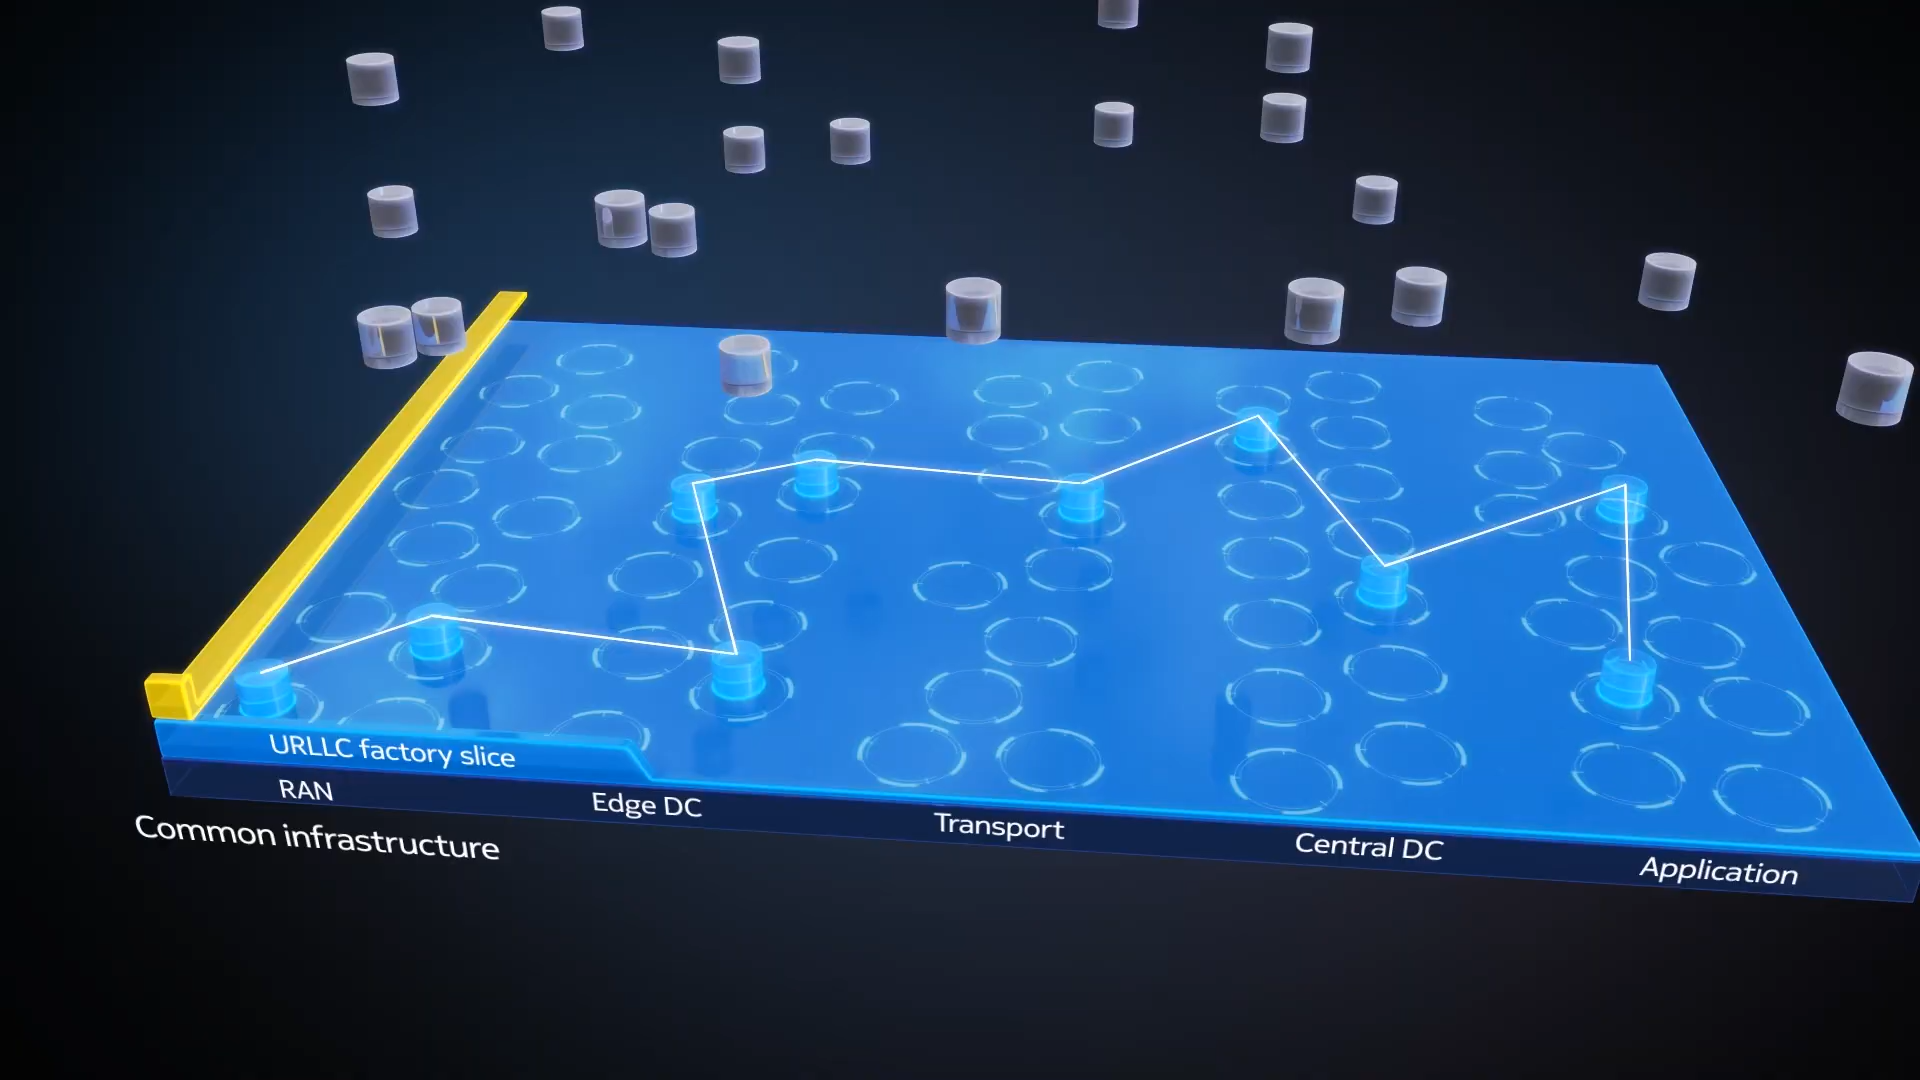 URLLC factory slice
RAN
Edge DC
Transport
Central DC
Application
Common infrastructure